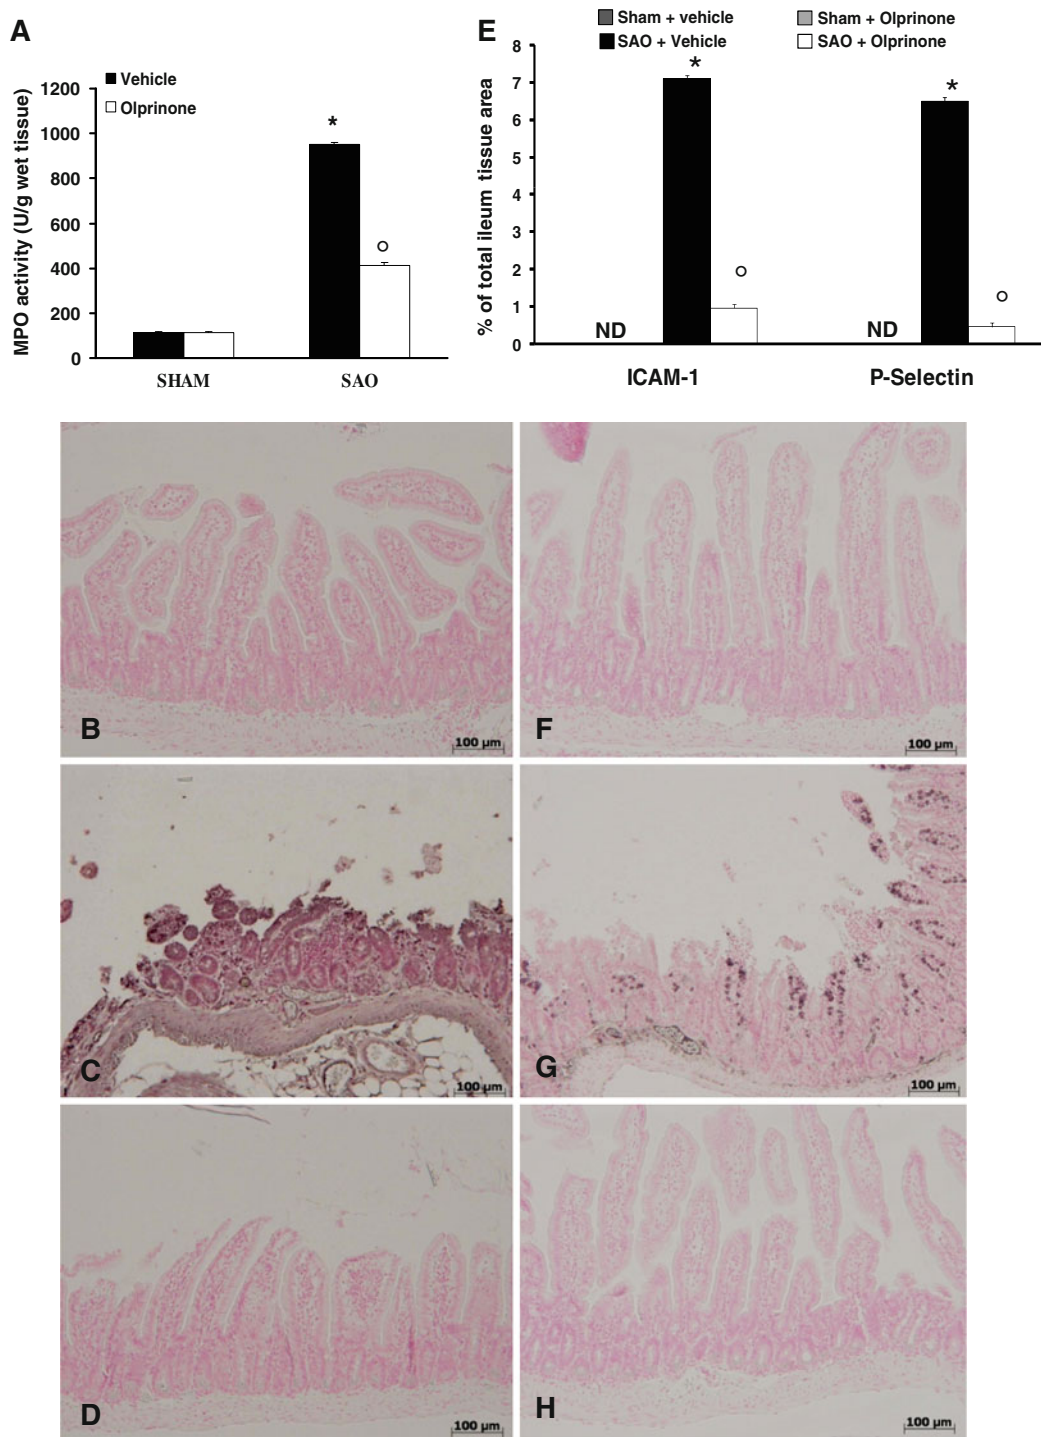 A
Vehicle
Olprinone
MPO activity (U/g wet tissue)
1200
1000
800
600
400
200
0
*
SHAM
SAO
E
Sham + vehicle
Sham + Olprinone
SAO + Vehicle
SAO + Olprinone
% of total ileum tissue area
8
7
6
5
4
3
2
1
0
*
*
ND
ND
ICAM-1
P-Selectin
B
100 µm
F
100 µm
C
100 µm
G
100 µm
D
100 µm
H
100 µm